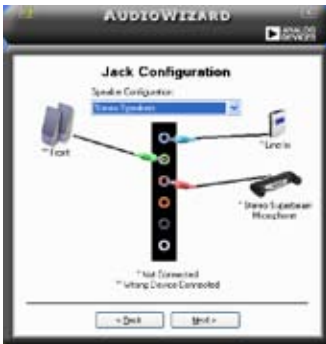 AUDIOWIZARD
ANALOG
DEVICES
Jack Configuration
Speaker Configuration
Stereo Speakers
* Line In
* Stereo Superbeam
Microphone
* Not Connected
** Wrong Device Connected
< Back
Next >